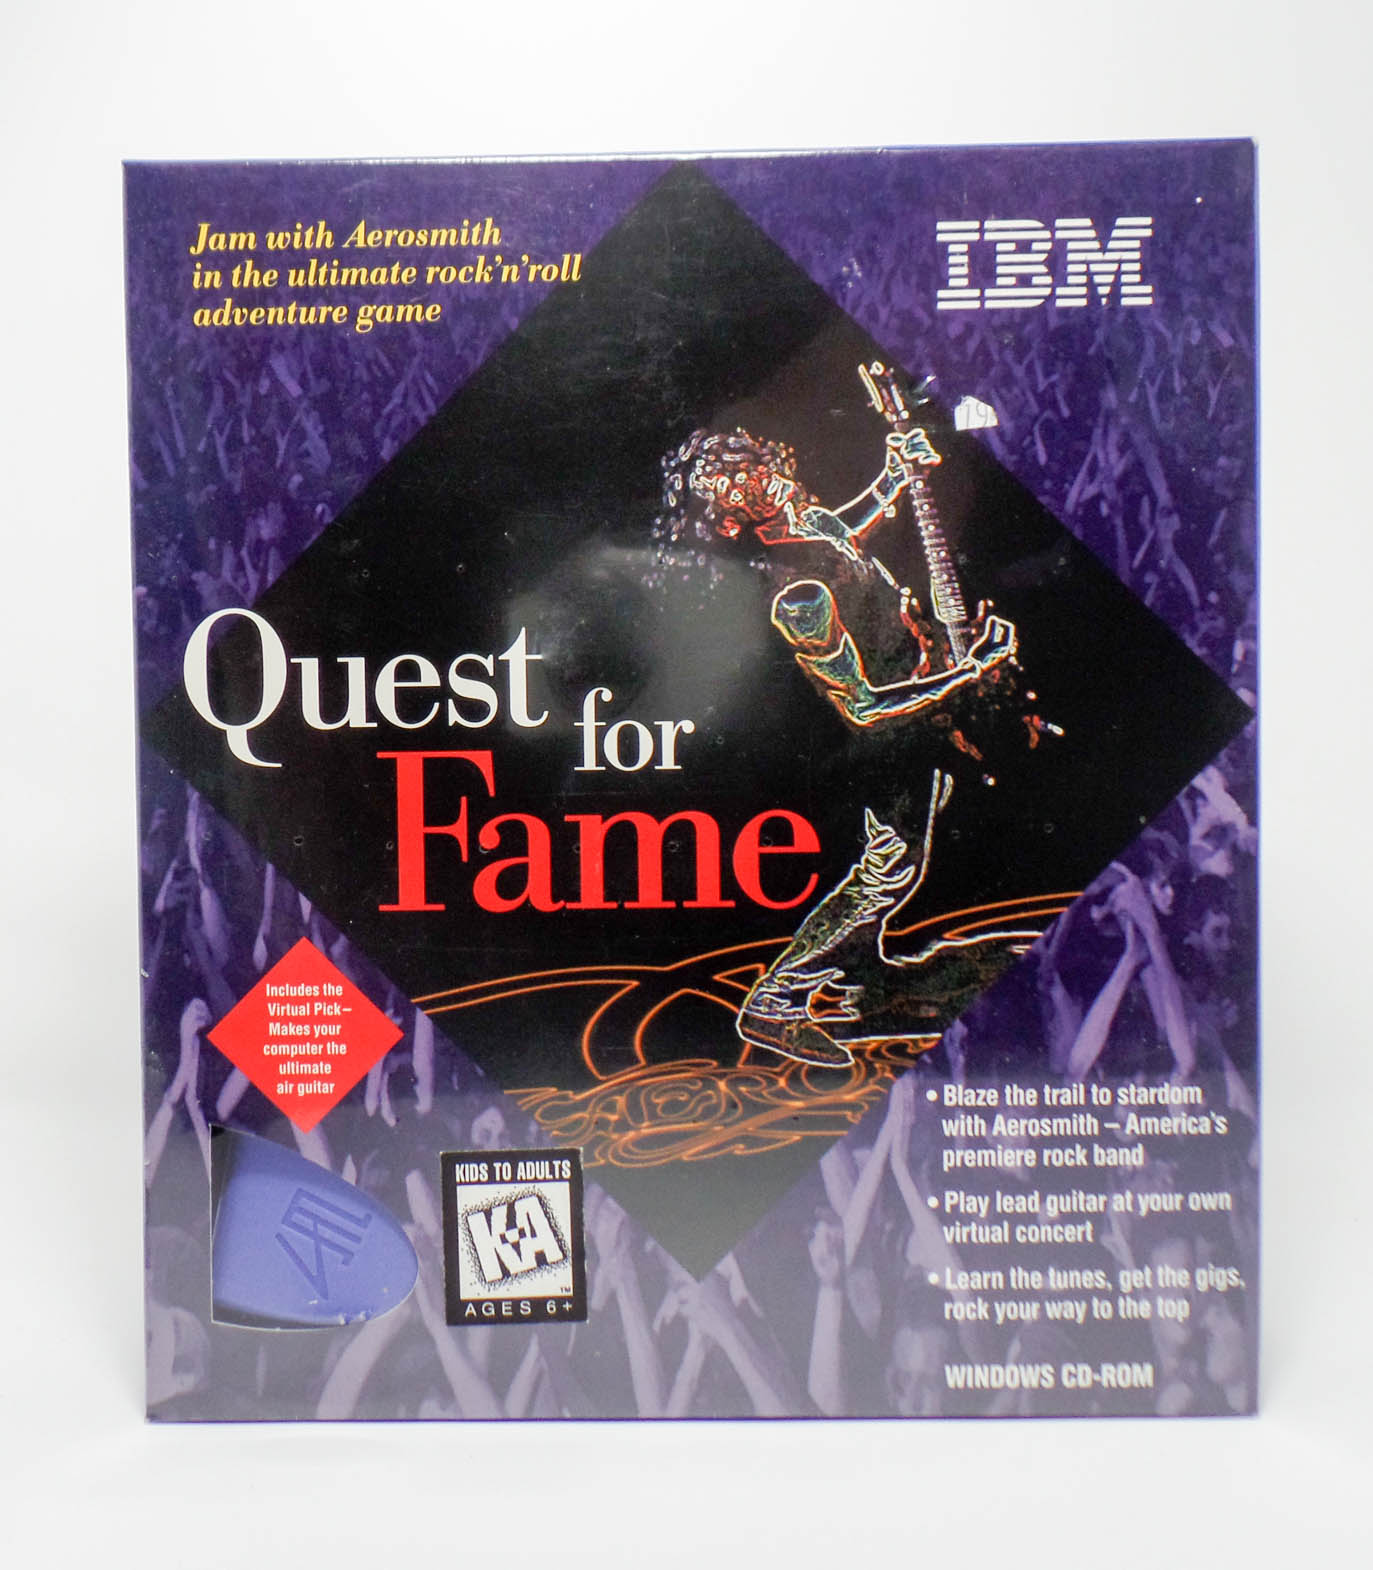 Jam with Aerosmith
in the ultimate rock'n'roll
adventure game
IBM
19
Quest for
Fame
Includes the
Virtual Pick–
Makes your
computer the
ultimate
air guitar
KIDS TO ADULTS
K-A
TM
AGES 6+
• Blaze the trail to stardom
with Aerosmith – America's
premiere rock band
• Play lead guitar at your own
virtual concert
• Learn the tunes, get the gigs,
rock your way to the top
WINDOWS CD-ROM